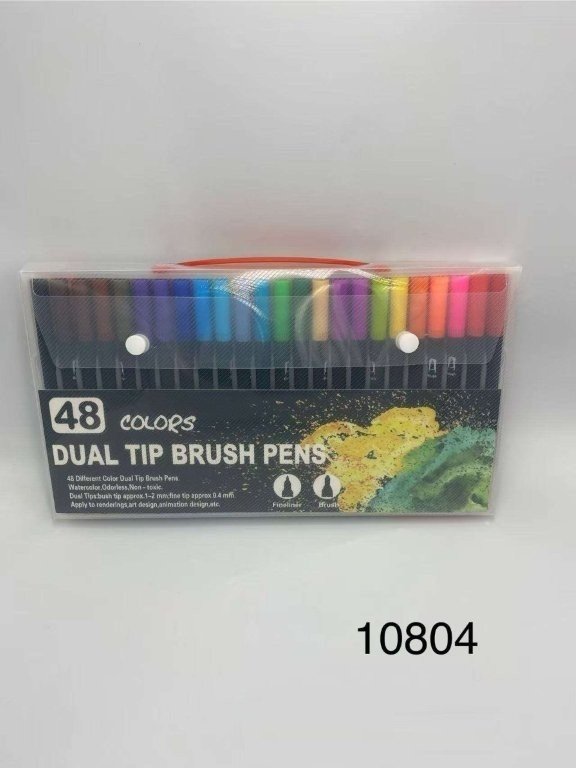 48 COLORS
DUAL TIP BRUSH PENS
48 Different Color Dual Tip Brush Pens
Watercolor,Odorless,Non - toxic.
Dual Tips:bush tip approx.1-2 mm;fine tip approx 0.4 mm.
Apply to renderings,art design,animation design,etc.
Fineliner Brush
10804